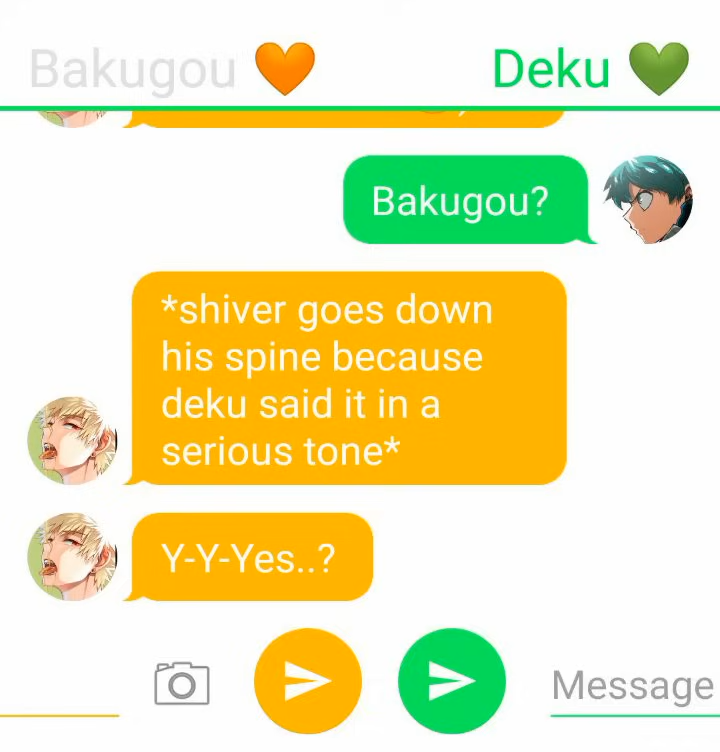 Bakugou 🧡 Deku 💚
Bakugou?
*shiver goes down
his spine because
deku said it in a
serious tone*
Y-Y-Yes..?
Message